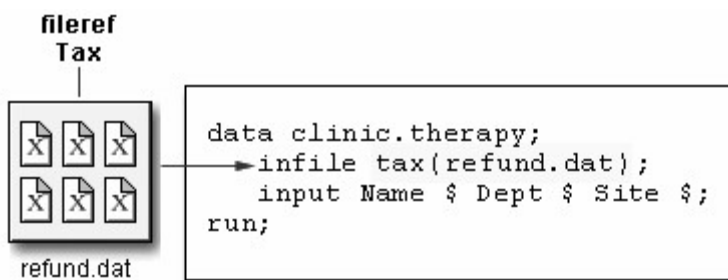 fileref
Tax
X X X
X X X
refund.dat
data clinic.therapy;
infile tax(refund.dat);
input Name $ Dept $ Site $;
run;